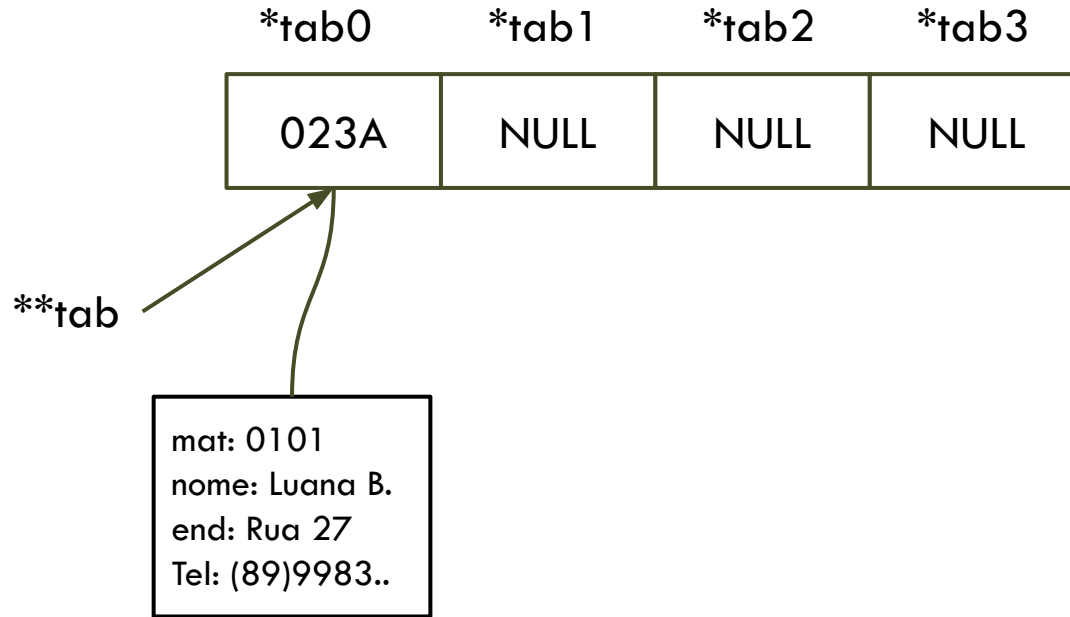 *tab0 *tab1 *tab2 *tab3
023A NULL NULL NULL
**tab
mat: 0101
nome: Luana B.
end: Rua 27
Tel: (89)9983..